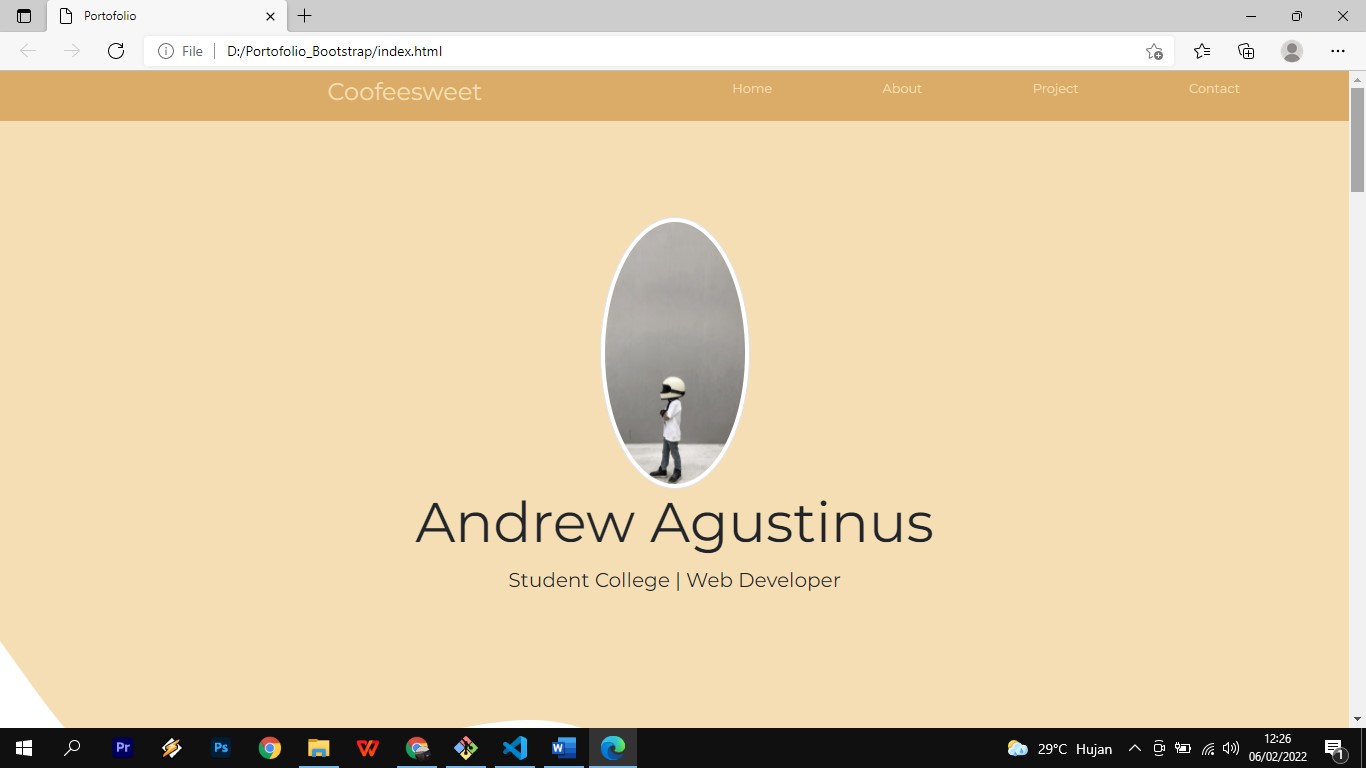 Portofolio
File
D:/Portofolio_Bootstrap/index.html
Coofeesweet
Home
About
Project
Contact
Andrew Agustinus
Student College | Web Developer
Pr
Ps
W
W
29°C Hujan
12:26
06/02/2022
1